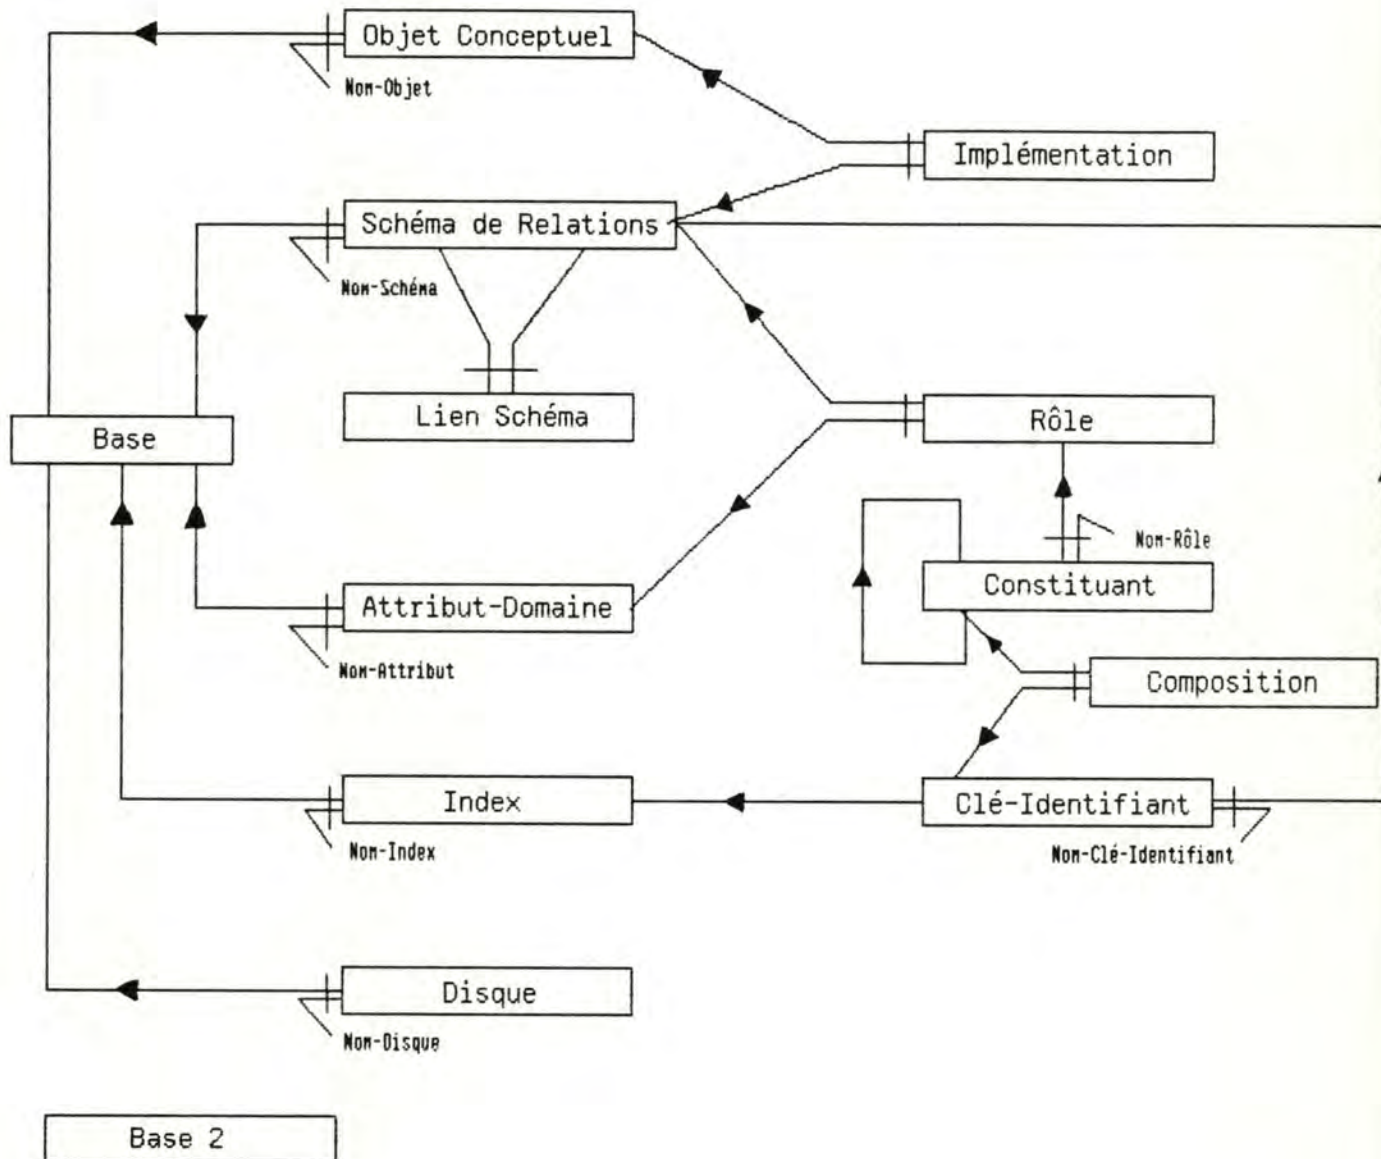 Objet Conceptuel
Nom-Objet
Implémentation
Schéma de Relations
Nom-Schéma
Lien Schéma
Base
Rôle
Nom-Rôle
Constituant
Attribut-Domaine
Nom-Attribut
Composition
Index
Nom-Index
Clé-Identifiant
Nom-Clé-Identifiant
Disque
Nom-Disque
Base 2